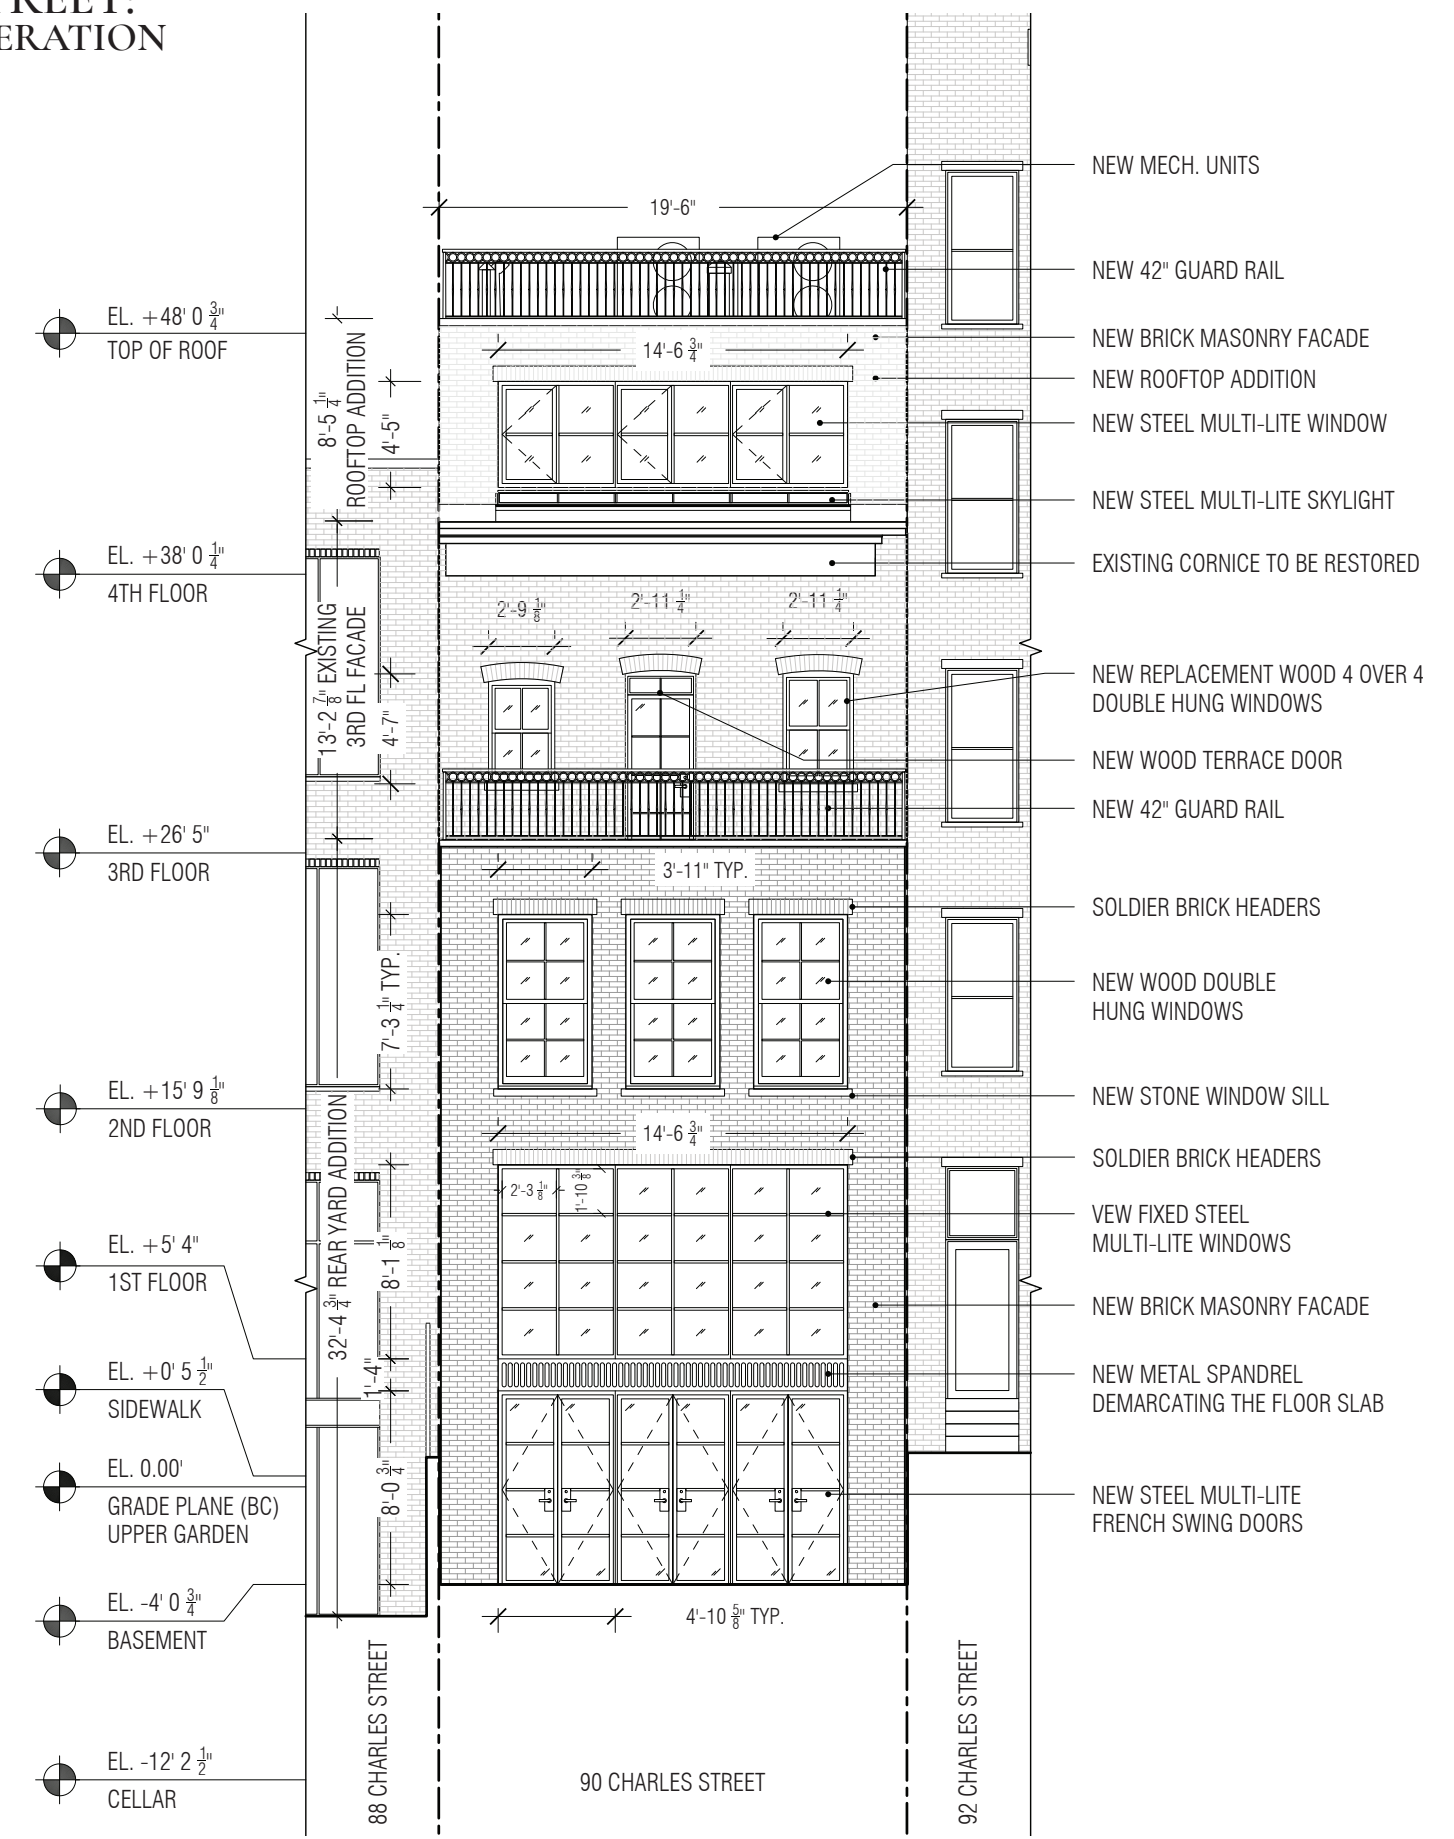 TREET:
ERATION
NEW MECH. UNITS
19'-6"
NEW 42" GUARD RAIL
EL. +48' 0 3/4"
TOP OF ROOF
NEW BRICK MASONRY FACADE
14'-6 3/4"
NEW ROOFTOP ADDITION
8'-5 1/4"
ROOFTOP ADDITION
4'-5"
NEW STEEL MULTI-LITE WINDOW
NEW STEEL MULTI-LITE SKYLIGHT
EL. +38' 0 1/4"
4TH FLOOR
EXISTING CORNICE TO BE RESTORED
2'-9 1/8"
2'-11 1/4"
2'-11 1/4"
13'-2 7/8" EXISTING
3RD FL FACADE
4'-7"
NEW REPLACEMENT WOOD 4 OVER 4
DOUBLE HUNG WINDOWS
NEW WOOD TERRACE DOOR
NEW 42" GUARD RAIL
EL. +26' 5"
3RD FLOOR
3'-11" TYP.
SOLDIER BRICK HEADERS
7'-3 1/4" TYP.
NEW WOOD DOUBLE
HUNG WINDOWS
EL. +15' 9 1/8"
2ND FLOOR
NEW STONE WINDOW SILL
14'-6 3/4"
SOLDIER BRICK HEADERS
2'-3 1/8"
1'-10 3/8"
32'-4 3/4" REAR YARD ADDITION
8'-1 1/8"
VEW FIXED STEEL
MULTI-LITE WINDOWS
EL. +5' 4"
1ST FLOOR
NEW BRICK MASONRY FACADE
1'-4"
NEW METAL SPANDREL
DEMARCATING THE FLOOR SLAB
EL. +0' 5 1/2"
SIDEWALK
EL. 0.00'
GRADE PLANE (BC)
UPPER GARDEN
8'-0 3/4"
NEW STEEL MULTI-LITE
FRENCH SWING DOORS
EL. -4' 0 3/4"
BASEMENT
4'-10 5/8" TYP.
88 CHARLES STREET
90 CHARLES STREET
92 CHARLES STREET
EL. -12' 2 1/2"
CELLAR